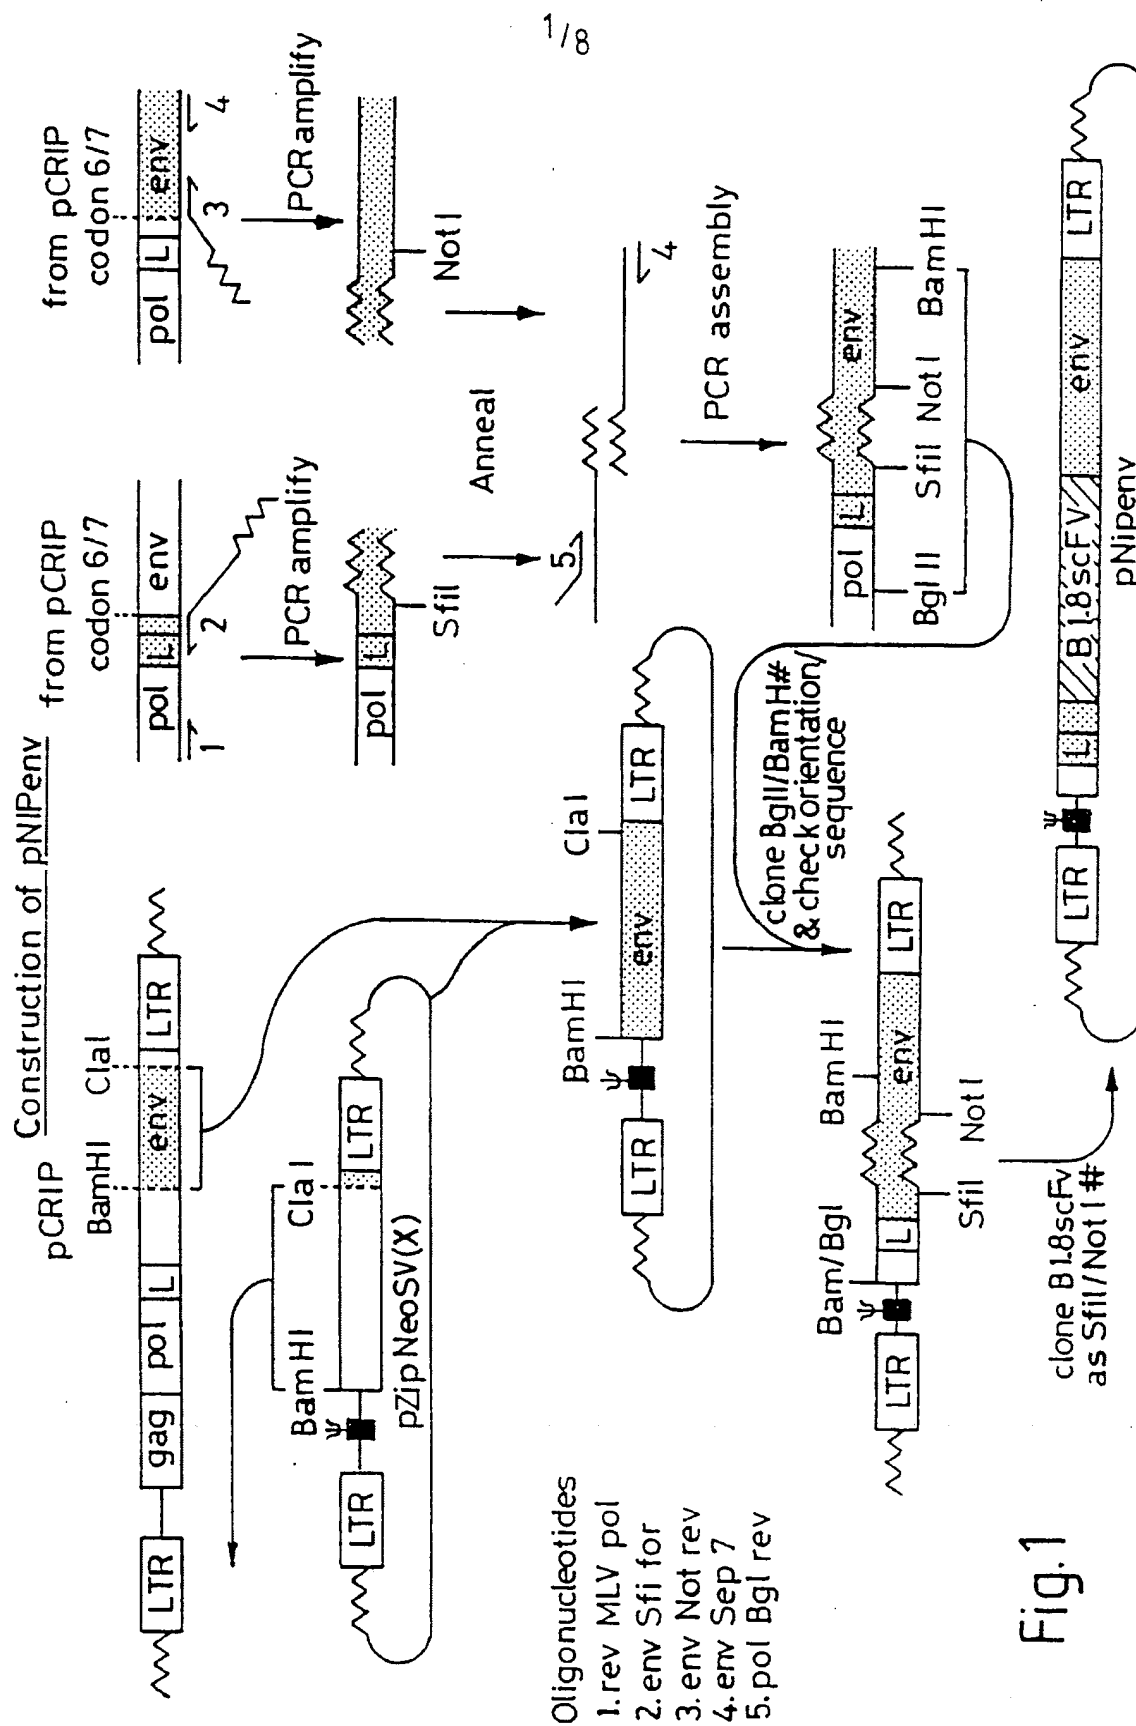 1/8
Construction of pNIPenv
pCRIP
BamHI ClaI
LTR gag pol L env LTR
BamHI ClaI
ψ
LTR LTR
pZipNeoSV(X)
from pCRIP
codon 6/7
pol L env
1 2
PCR amplify
pol L
SfiI
from pCRIP
codon 6/7
pol L env
3 4
PCR amplify
NotI
Anneal
5 4
PCR assembly
pol L env
BglII SfiI NotI BamHI
BamHI ClaI
ψ
LTR env LTR
clone BglI/BamH#
& check orientation/
sequence
Bam/Bgl BamHI
ψ
LTR L env LTR
SfiI NotI
clone B1.8scFv
as SfiI/NotI#
ψ
LTR L B1.8scFV env LTR
pNipenv
Oligonucleotides
1.rev MLV pol
2.env Sfi for
3.env Not rev
4.env Sep 7
5.pol Bgl rev
Fig.1